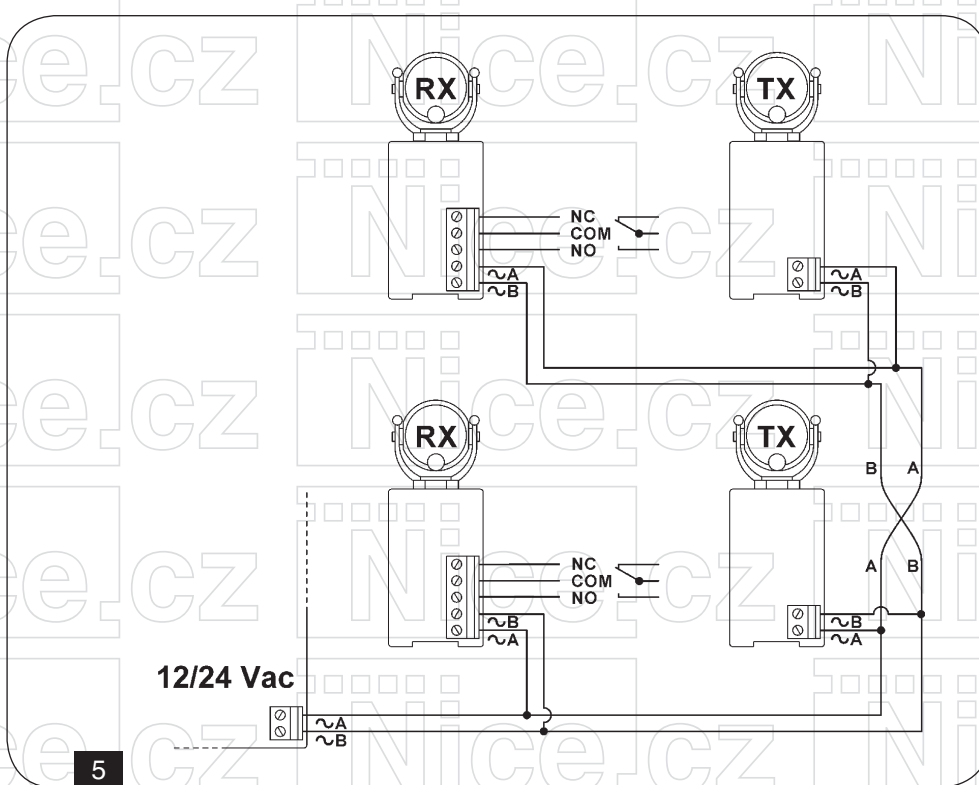 RX TX
NC
COM
NO
~A ~A
~B ~B
RX TX
B A
A B
NC
COM
NO
~B ~B
~A ~A
12/24 Vac
~A
~B
5
Nice.cz